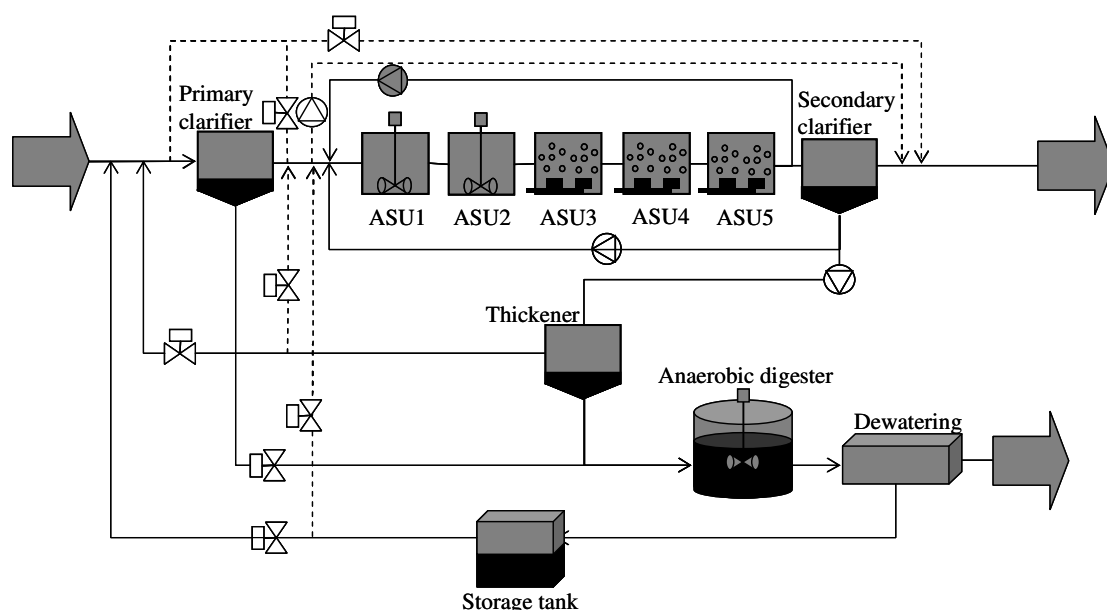 Primary
clarifier
Secondary
clarifier
ASU1
ASU2
ASU3
ASU4
ASU5
Thickener
Anaerobic digester
Dewatering
Storage tank